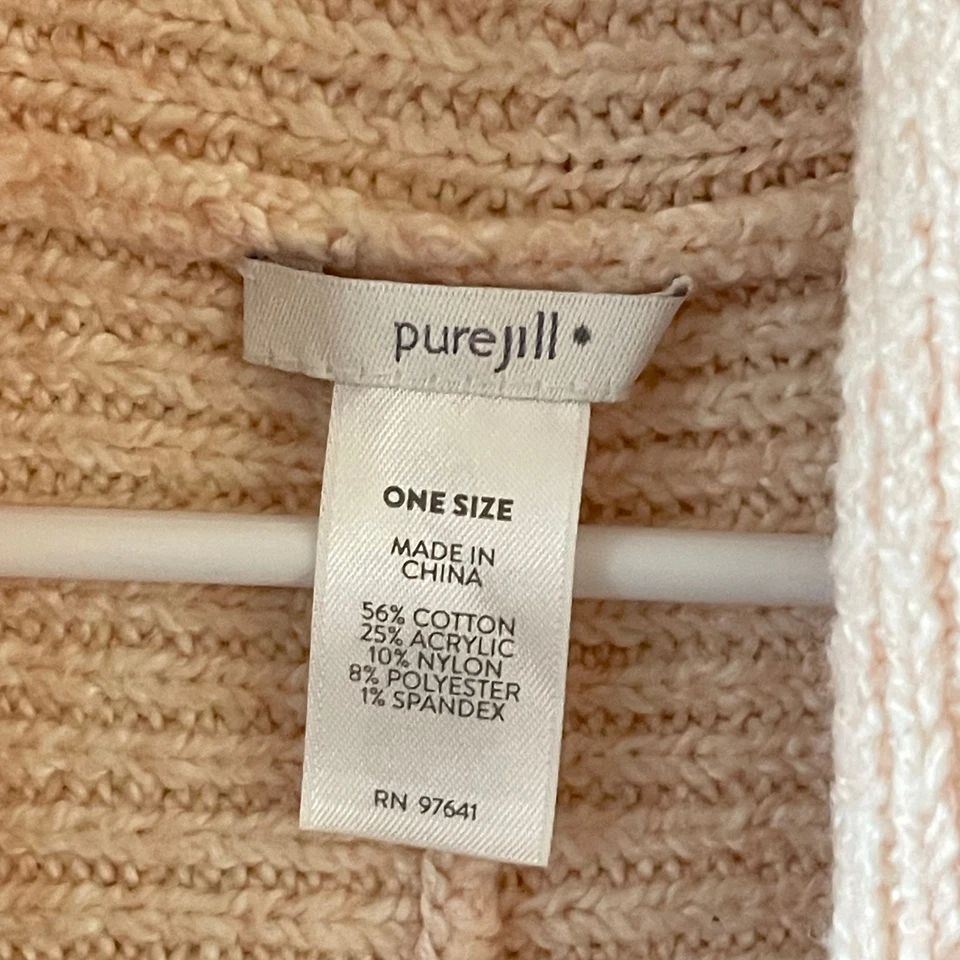 purejill
ONE SIZE
MADE IN
CHINA
56% COTTON
25% ACRYLIC
10% NYLON
8% POLYESTER
1% SPANDEX
RN 97641